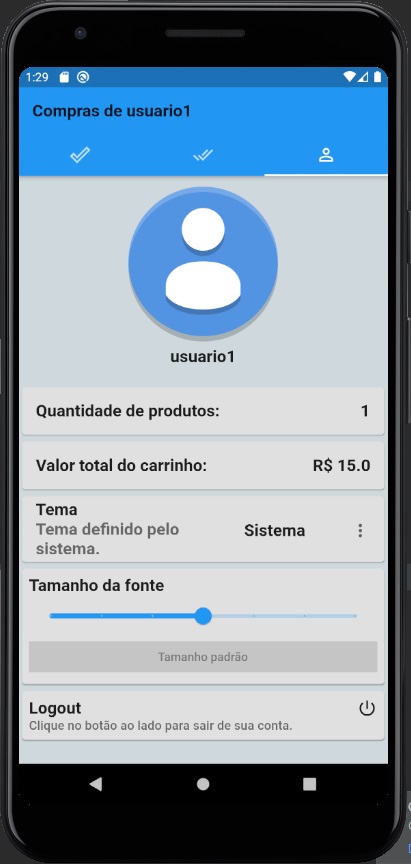 1:29
Compras de usuario1
usuario1
Quantidade de produtos: 1
Valor total do carrinho: R$ 15.0
Tema
Tema definido pelo
sistema.
Sistema
Tamanho da fonte
Tamanho padrão
Logout
Clique no botão ao lado para sair de sua conta.